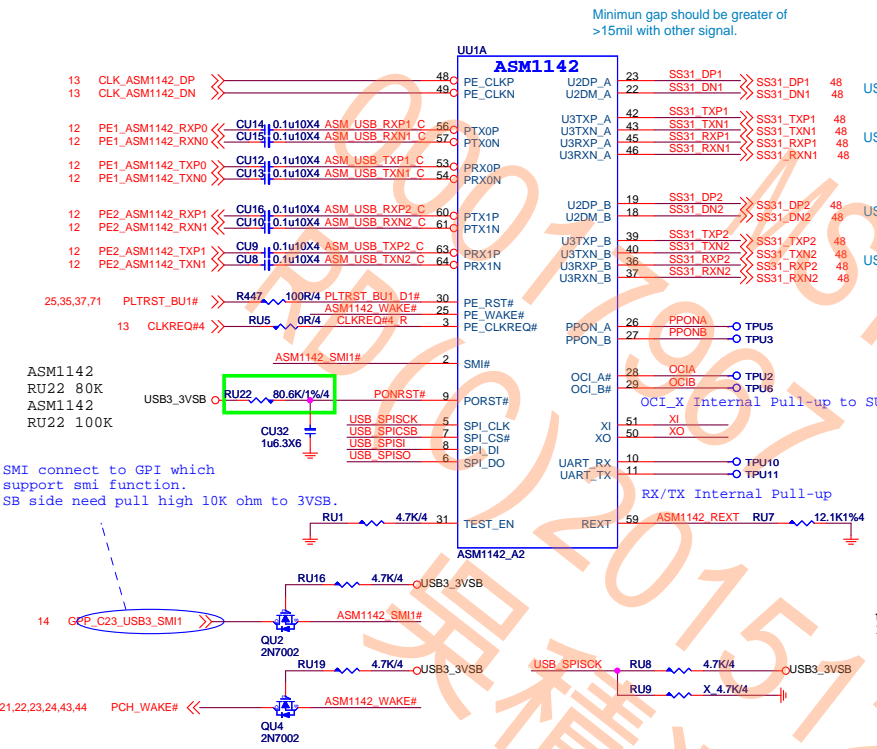 Minimun gap should be greater of
>15mil with other signal.
UU1A
ASM1142
13 CLK_ASM1142_DP 48 PE_CLKP U2DP_A 23 SS31_DP1 SS31_DP1 48
13 CLK_ASM1142_DN 49 PE_CLKN U2DM_A 22 SS31_DN1 SS31_DN1 48
U3TXP_A 42 SS31_TXP1 SS31_TXP1 48
12 PE1_ASM1142_RXP0 CU14 0.1u10X4 ASM_USB_RXP1_C 56 PTX0P U3TXN_A 43 SS31_TXN1 SS31_TXN1 48
12 PE1_ASM1142_RXN0 CU15 0.1u10X4 ASM_USB_RXN1_C 57 PTX0N U3RXP_A 45 SS31_RXP1 SS31_RXP1 48
U3RXN_A 46 SS31_RXN1 SS31_RXN1 48
12 PE1_ASM1142_TXP0 CU12 0.1u10X4 ASM_USB_TXP1_C 53 PRX0P
12 PE1_ASM1142_TXN0 CU13 0.1u10X4 ASM_USB_TXN1_C 54 PRX0N
U2DP_B 19 SS31_DP2 SS31_DP2 48
12 PE2_ASM1142_RXP1 CU16 0.1u10X4 ASM_USB_RXP2_C 60 PTX1P U2DM_B 18 SS31_DN2 SS31_DN2 48
12 PE2_ASM1142_RXN1 CU10 0.1u10X4 ASM_USB_RXN2_C 61 PTX1N
U3TXP_B 39 SS31_TXP2 SS31_TXP2 48
12 PE2_ASM1142_TXP1 CU9 0.1u10X4 ASM_USB_TXP2_C 63 PRX1P U3TXN_B 40 SS31_TXN2 SS31_TXN2 48
12 PE2_ASM1142_TXN1 CU8 0.1u10X4 ASM_USB_TXN2_C 64 PRX1N U3RXP_B 36 SS31_RXP2 SS31_RXP2 48
U3RXN_B 37 SS31_RXN2 SS31_RXN2 48
25,35,37,71 PLTRST_BU1# R447 100R/4 PLTRST_BU1_D1# 30 PE_RST#
ASM1142_WAKE# 25 PE_WAKE#
13 CLKREQ#4 RU5 0R/4 CLKREQ#4_R 3 PE_CLKREQ# PPON_A 26 PPONA TPU5
PPON_B 27 PPONB TPU3
ASM1142_SMI1# 2 SMI#
OCI_A# 28 OCIA TPU2
OCI_B# 29 OCIB TPU6
OCI_X Internal Pull-up to SU
ASM1142
RU22 80K
ASM1142
RU22 100K
USB3_3VSB RU22 80.6K/1%/4 PONRST# 9 PORST#
CU32
1u6.3X6
USB_SPISCK 5 SPI_CLK XI 51 XI
USB_SPICSB 7 SPI_CS# XO 50 XO
USB_SPISI 8 SPI_DI
USB_SPISO 6 SPI_DO UART_RX 10 TPU10
UART_TX 11 TPU11
RX/TX Internal Pull-up
SMI connect to GPI which
support smi function.
SB side need pull high 10K ohm to 3VSB.
RU1 4.7K/4 31 TEST_EN REXT 59 ASM1142_REXT RU7 12.1K1%4
ASM1142_A2
RU16 4.7K/4 USB3_3VSB
14 GPP_C23_USB3_SMI1 ASM1142_SMI1#
QU2
2N7002
RU19 4.7K/4 USB3_3VSB
21,22,23,24,43,44 PCH_WAKE# ASM1142_WAKE#
QU4
2N7002
USB_SPISCK RU8 4.7K/4 USB3_3VSB
RU9 X_4.7K/4